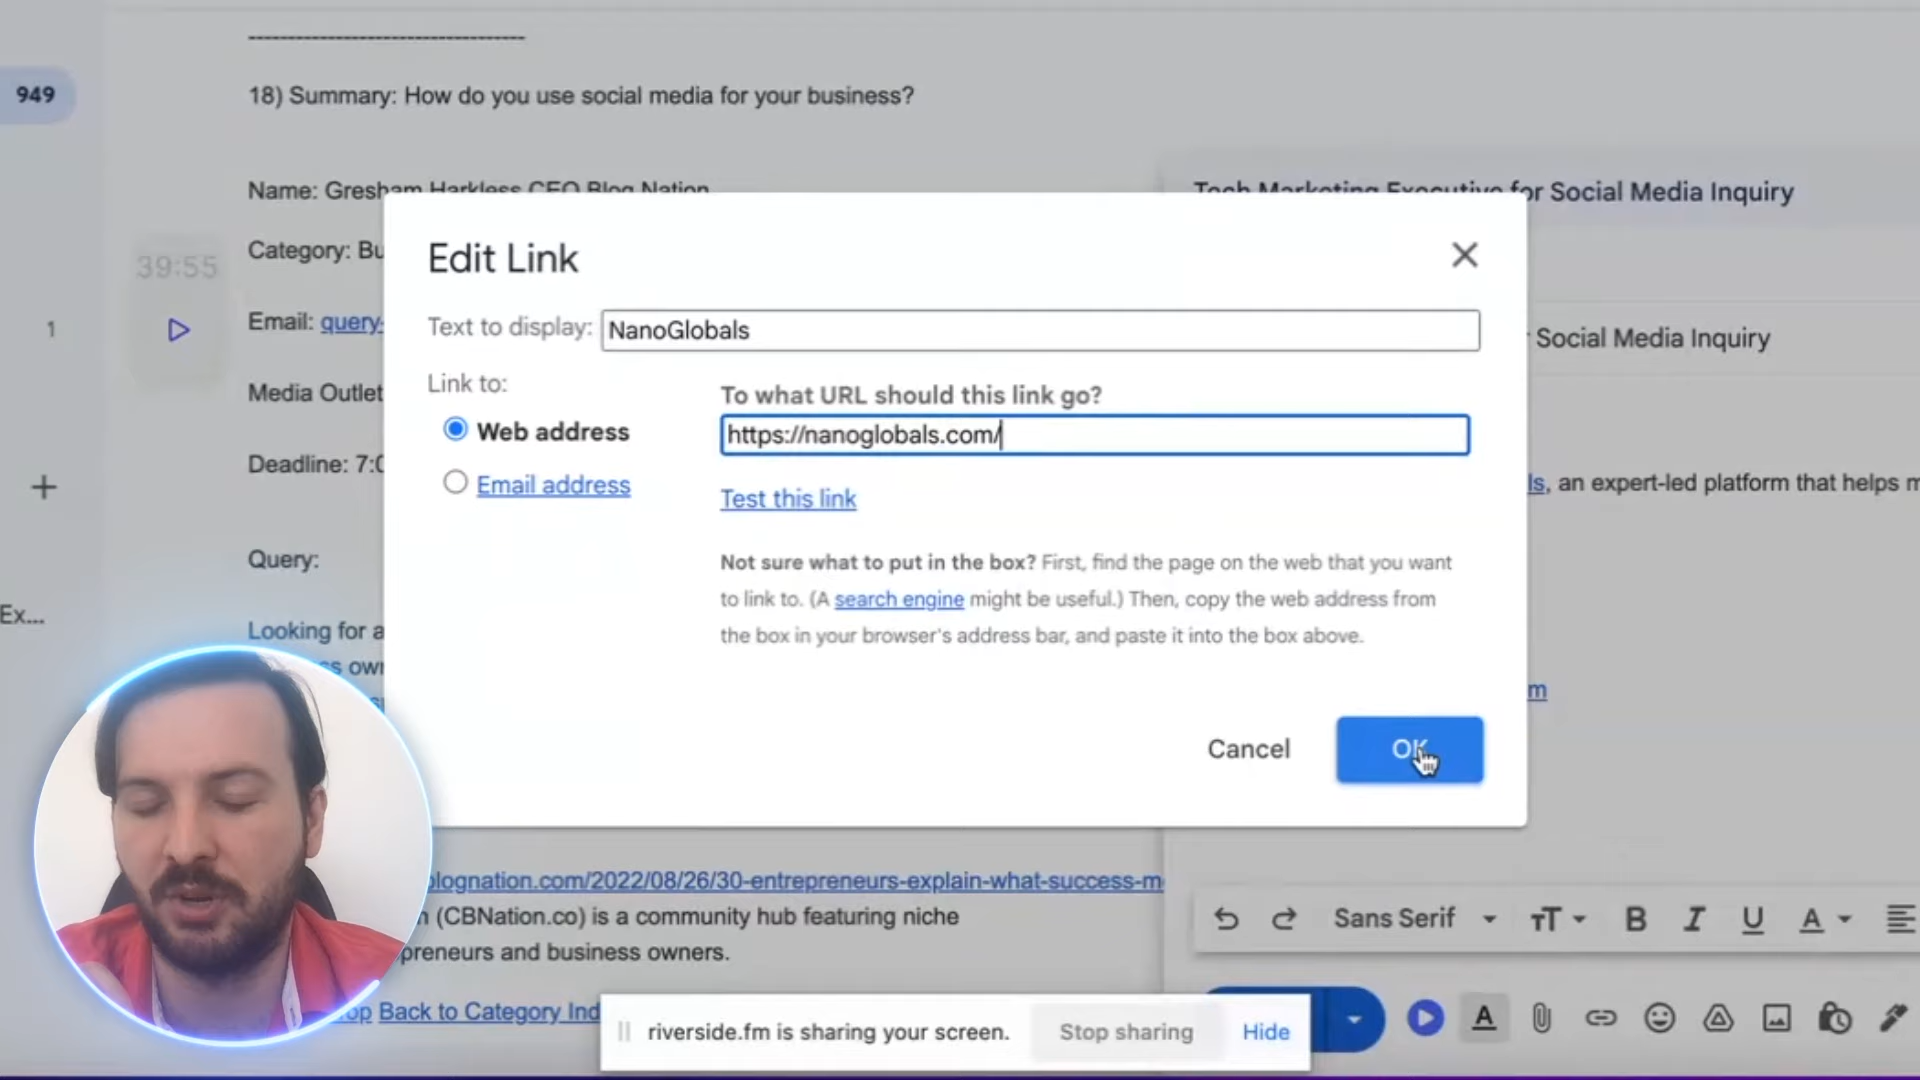 ----------------------------------
949
18) Summary: How do you use social media for your business?
Name: Gresham Harkless CEO Blog Nation
Tech Marketing Executive for Social Media Inquiry
Category: Bu
39:55
Edit Link
1
Email: query-
Text to display: NanoGlobals
Social Media Inquiry
Link to:
Media Outlet
To what URL should this link go?
Web address
https://nanoglobals.com/
Deadline: 7:0
Email address
Test this link
ls, an expert-led platform that helps m
Query:
Not sure what to put in the box? First, find the page on the web that you want
to link to. (A search engine might be useful.) Then, copy the web address from
the box in your browser's address bar, and paste it into the box above.
Ex...
Looking for a
s own
m
Cancel
OK
lognation.com/2022/08/26/30-entrepreneurs-explain-what-success-m
(CBNation.co) is a community hub featuring niche
preneurs and business owners.
Sans Serif
B I U A
op Back to Category Ind
riverside.fm is sharing your screen.
Stop sharing
Hide